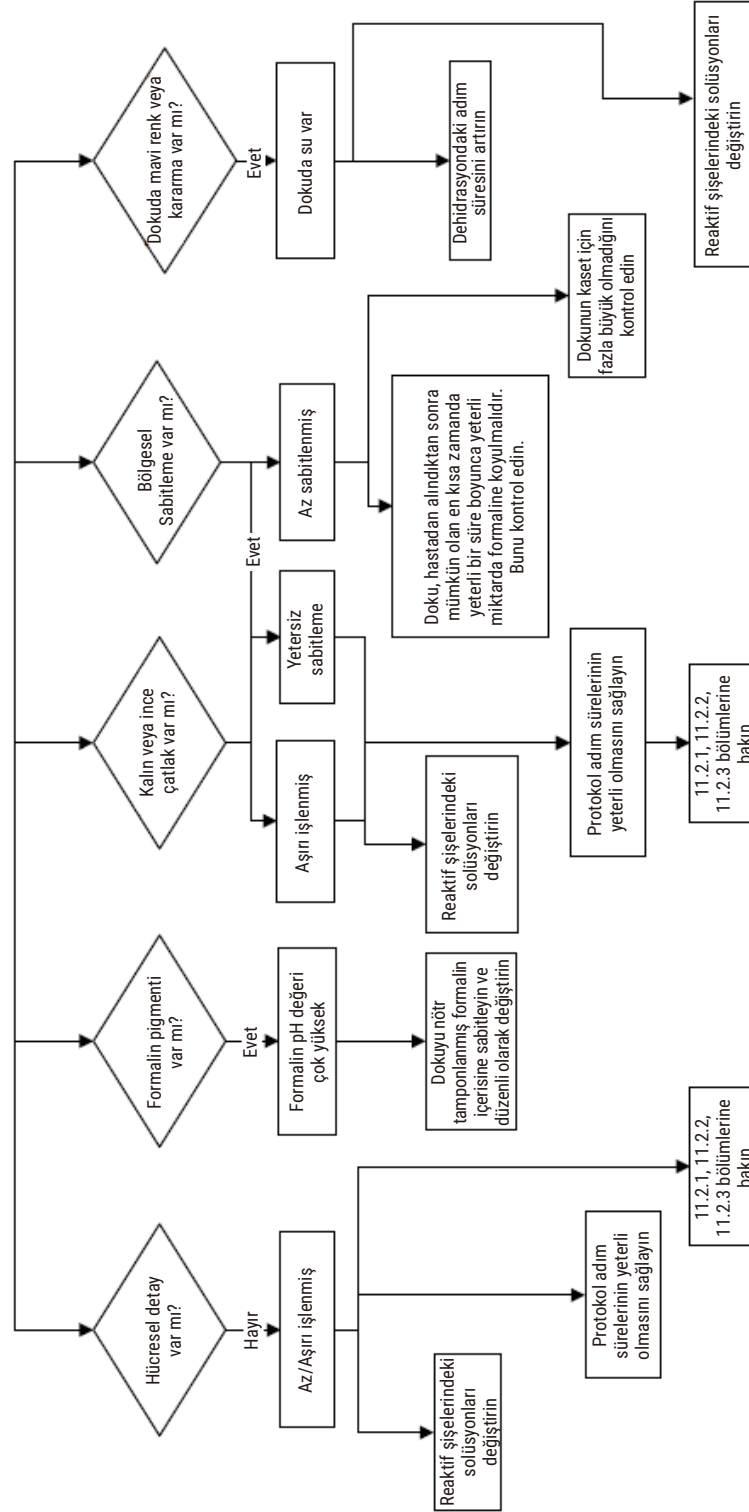 Hücresel detay
var mı?
Hayır
Az/Aşırı işlenmiş
Reaktif şişelerindeki
solüsyonları
değiştirin
Protokol adım
sürelerinin yeterli
olmasını sağlayın
11.2.1, 11.2.2,
11.2.3 bölümlerine
bakın
Formalin pigmenti
var mı?
Evet
Formalin pH değeri
çok yüksek
Dokuyu nötr
tamponlanmış formalin
içerisine sabitleyin ve
düzenli olarak değiştirin
Kalın veya ince
çatlak var mı?
Aşırı işlenmiş
Yetersiz
sabitleme
Reaktif şişelerindeki
solüsyonları
değiştirin
Protokol adım sürelerinin
yeterli olmasını sağlayın
11.2.1, 11.2.2,
11.2.3 bölümlerine
bakın
Bölgesel
Sabitleme var mı?
Evet
Az sabitlenmiş
Doku, hastadan alındıktan sonra
mümkün olan en kısa zamanda
yeterli bir süre boyunca yeterli
miktarda formaline koyulmalıdır.
Bunu kontrol edin.
Dokunun kaset için
fazla büyük olmadığını
kontrol edin
Dokuda mavi renk veya
kararma var mı?
Evet
Dokuda su var
Dehidrasyondaki adım
süresini artırın
Reaktif şişelerindeki solüsyonları
değiştirin